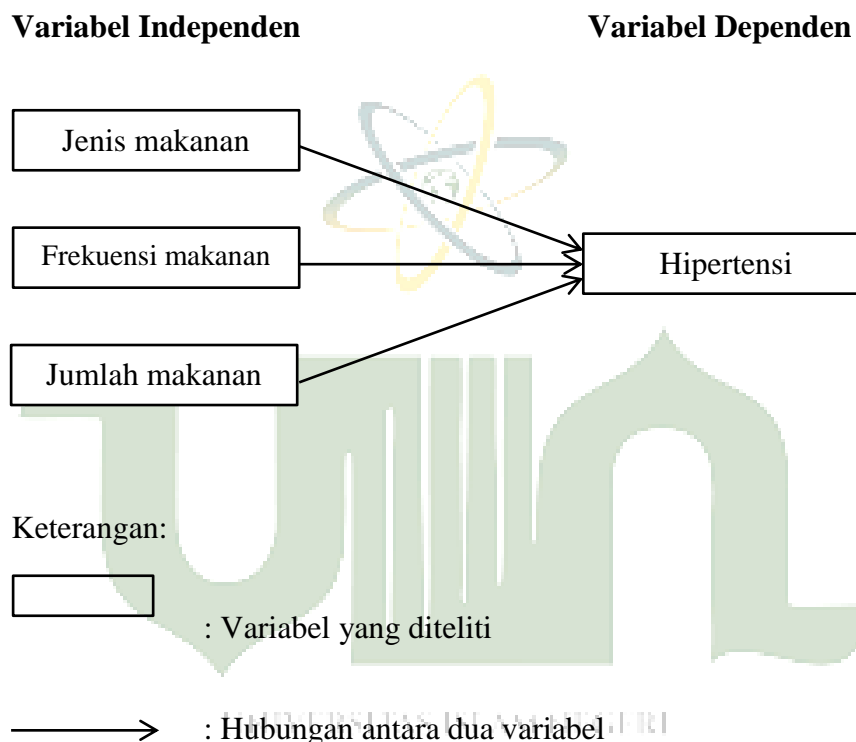 Variabel Independen Variabel Dependen
Jenis makanan
Frekuensi makanan
Hipertensi
Jumlah makanan
Keterangan:
: Variabel yang diteliti
: Hubungan antara dua variabel